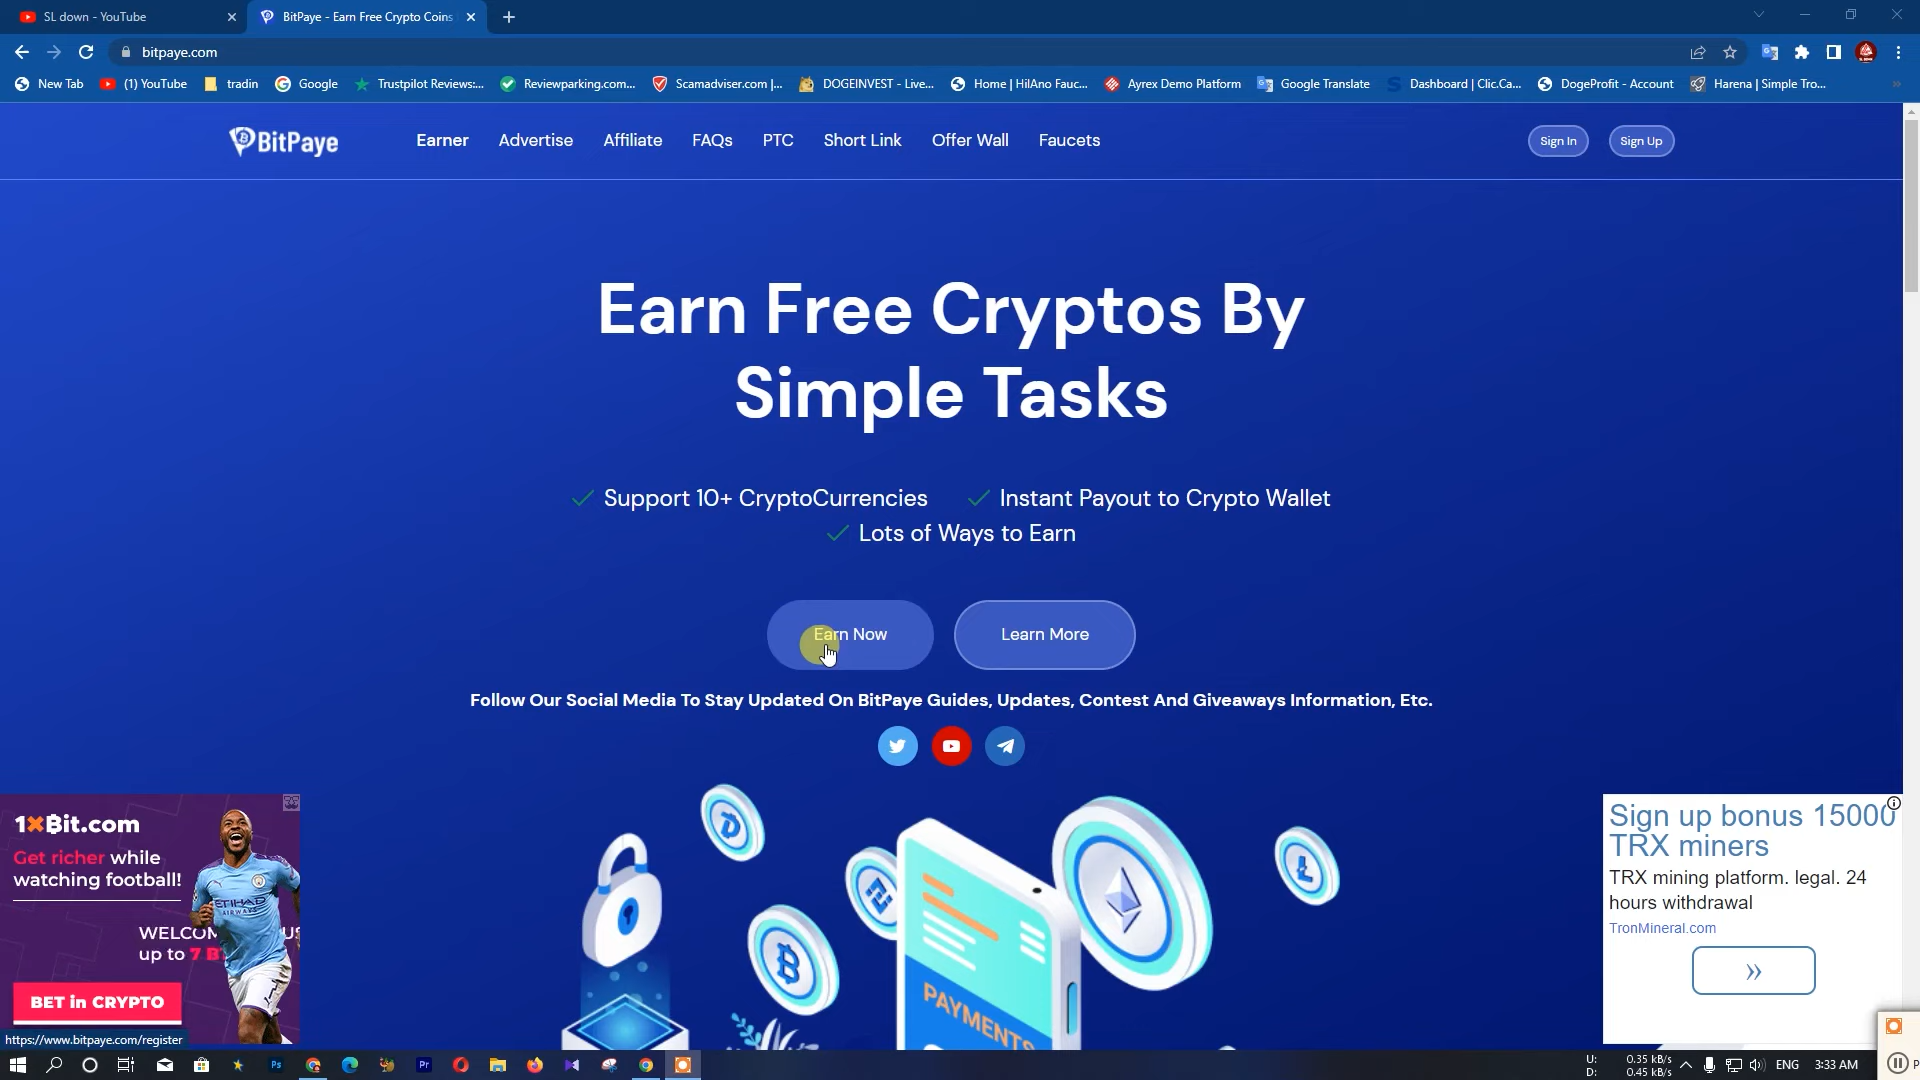 SL down - YouTube
BitPaye - Earn Free Crypto Coins
bitpaye.com
New Tab
(1) YouTube
tradin
Google
Trustpilot Reviews:...
Reviewparking.com...
Scamadviser.com |...
DOGEINVEST - Live...
Home | HilAno Fauc...
Ayrex Demo Platform
Google Translate
Dashboard | Clic.Ca...
DogeProfit - Account
Harena | Simple Tro...
BitPaye
Earner
Advertise
Affiliate
FAQs
PTC
Short Link
Offer Wall
Faucets
Sign In
Sign Up
Earn Free Cryptos By
Simple Tasks
Support 10+ CryptoCurrencies
Instant Payout to Crypto Wallet
Lots of Ways to Earn
Earn Now
Learn More
Follow Our Social Media To Stay Updated On BitPaye Guides, Updates, Contest And Giveaways Information, Etc.
PAYMENTS
1XBit.com
Get richer while
watching football!
ETIHAD
AIRWAYS
up to 7
BET in CRYPTO
Sign up bonus 15000
TRX miners
TRX mining platform. legal. 24
hours withdrawal
TronMineral.com
https://www.bitpaye.com/register
U: 0.35 kB/s
D: 0.45 kB/s
ENG
3:33 AM